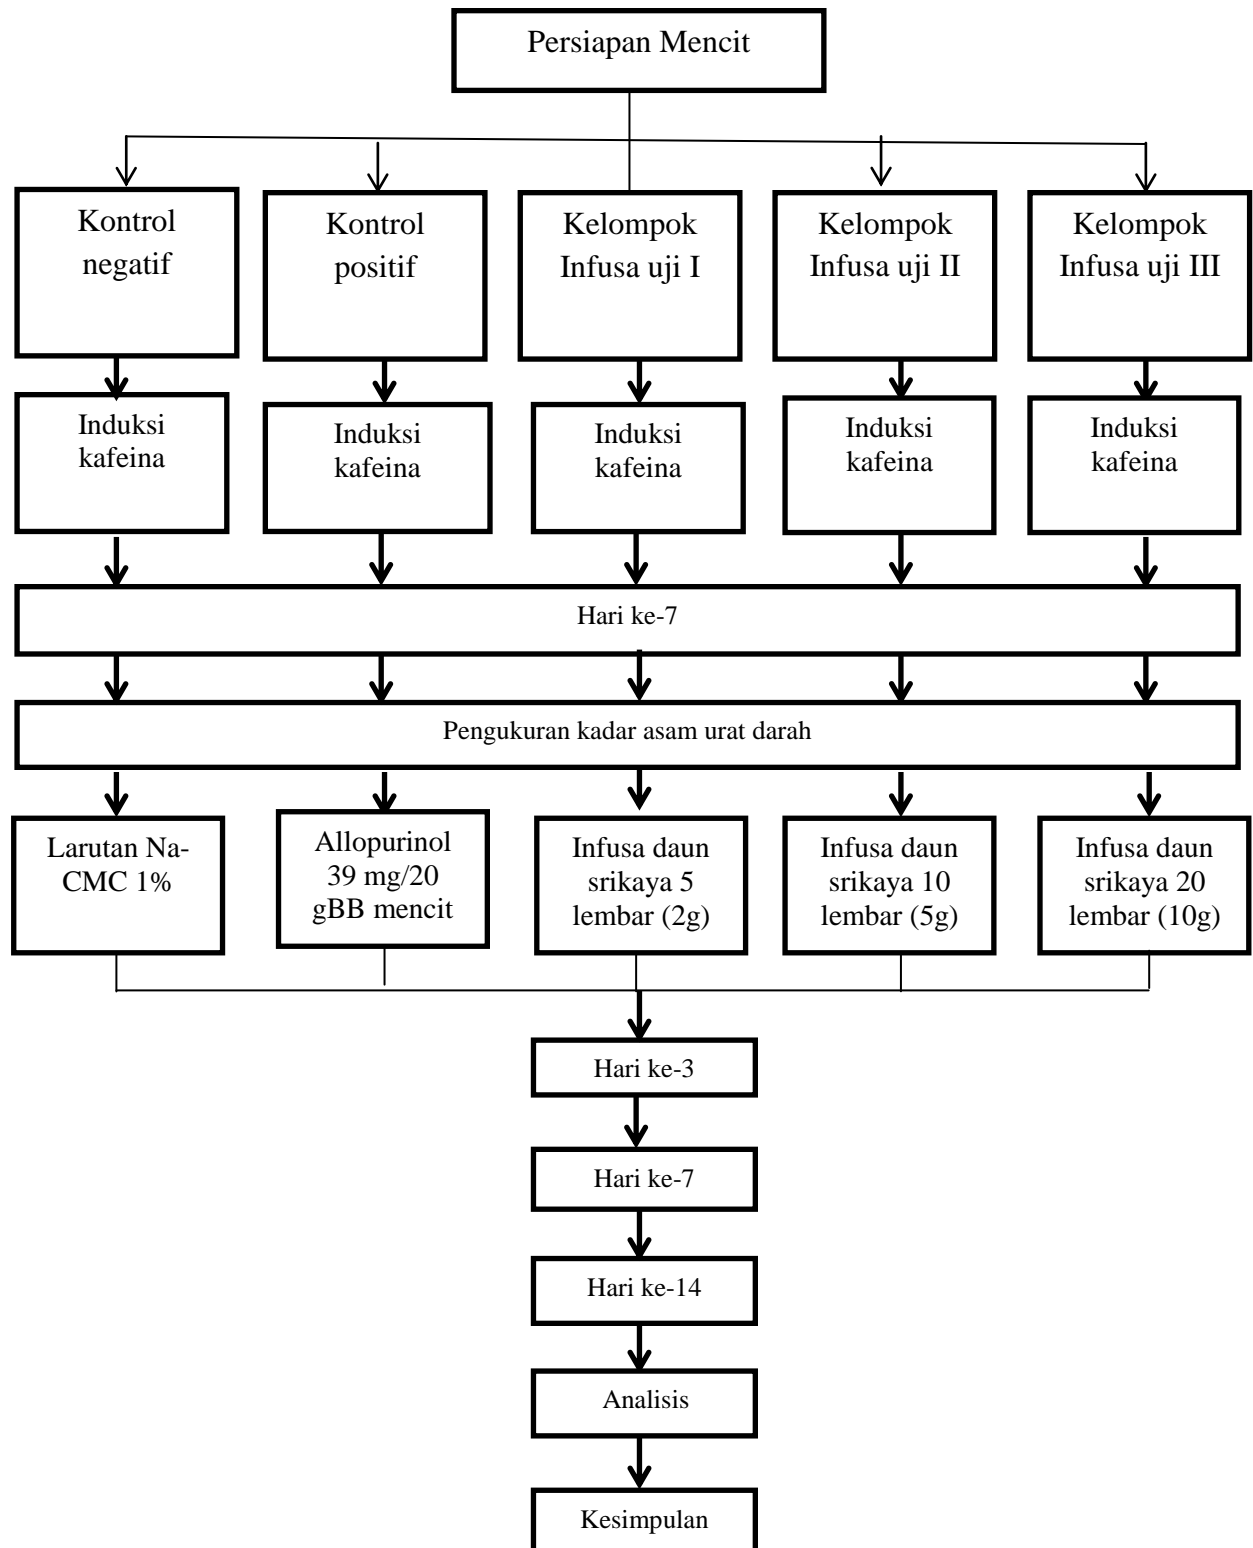 Persiapan Mencit
Kontrol
negatif
Kontrol
positif
Kelompok
Infusa uji I
Kelompok
Infusa uji II
Kelompok
Infusa uji III
Induksi
kafeina
Induksi
kafeina
Induksi
kafeina
Induksi
kafeina
Induksi
kafeina
Hari ke-7
Pengukuran kadar asam urat darah
Larutan Na-
CMC 1%
Allopurinol
39 mg/20
gBB mencit
Infusa daun
srikaya 5
lembar (2g)
Infusa daun
srikaya 10
lembar (5g)
Infusa daun
srikaya 20
lembar (10g)
Hari ke-3
Hari ke-7
Hari ke-14
Analisis
Kesimpulan